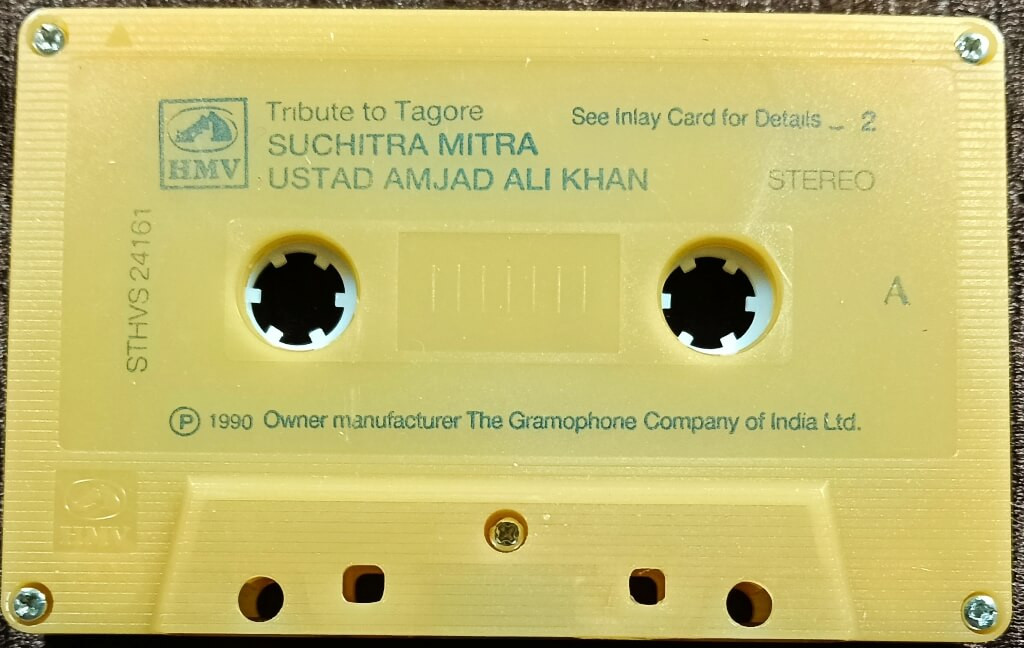 HMV
Tribute to Tagore
SUCHITRA MITRA
USTAD AMJAD ALI KHAN
See Inlay Card for Details _ 2
STEREO
STHVS 24161
A
Ⓟ 1990 Owner manufacturer The Gramophone Company of India Ltd.
HMV